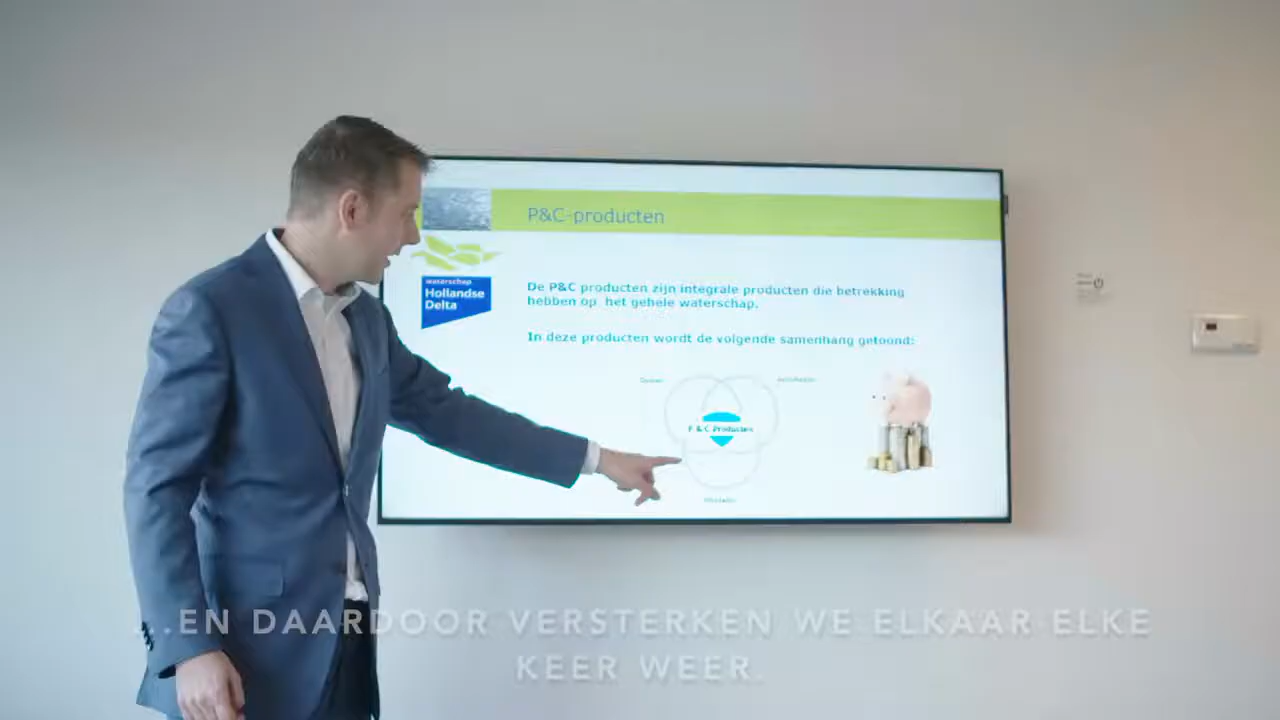 P&C-producten
waterschap
Hollandse
Delta
De P&C producten zijn integrale producten die betrekking
hebben op het gehele waterschap.
In deze producten wordt de volgende samenhang getoond:
P & C Producten
...EN DAARDOOR VERSTERKEN WE ELKAAR ELKE
KEER WEER.